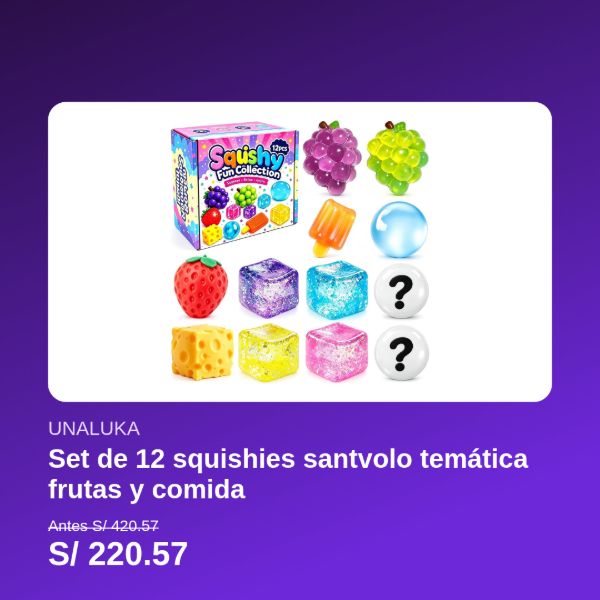 Squishy
12PCS
Fun Collection
?
?
UNALUKA
Set de 12 squishies santvolo temática
frutas y comida
Antes S/ 420.57
S/ 220.57